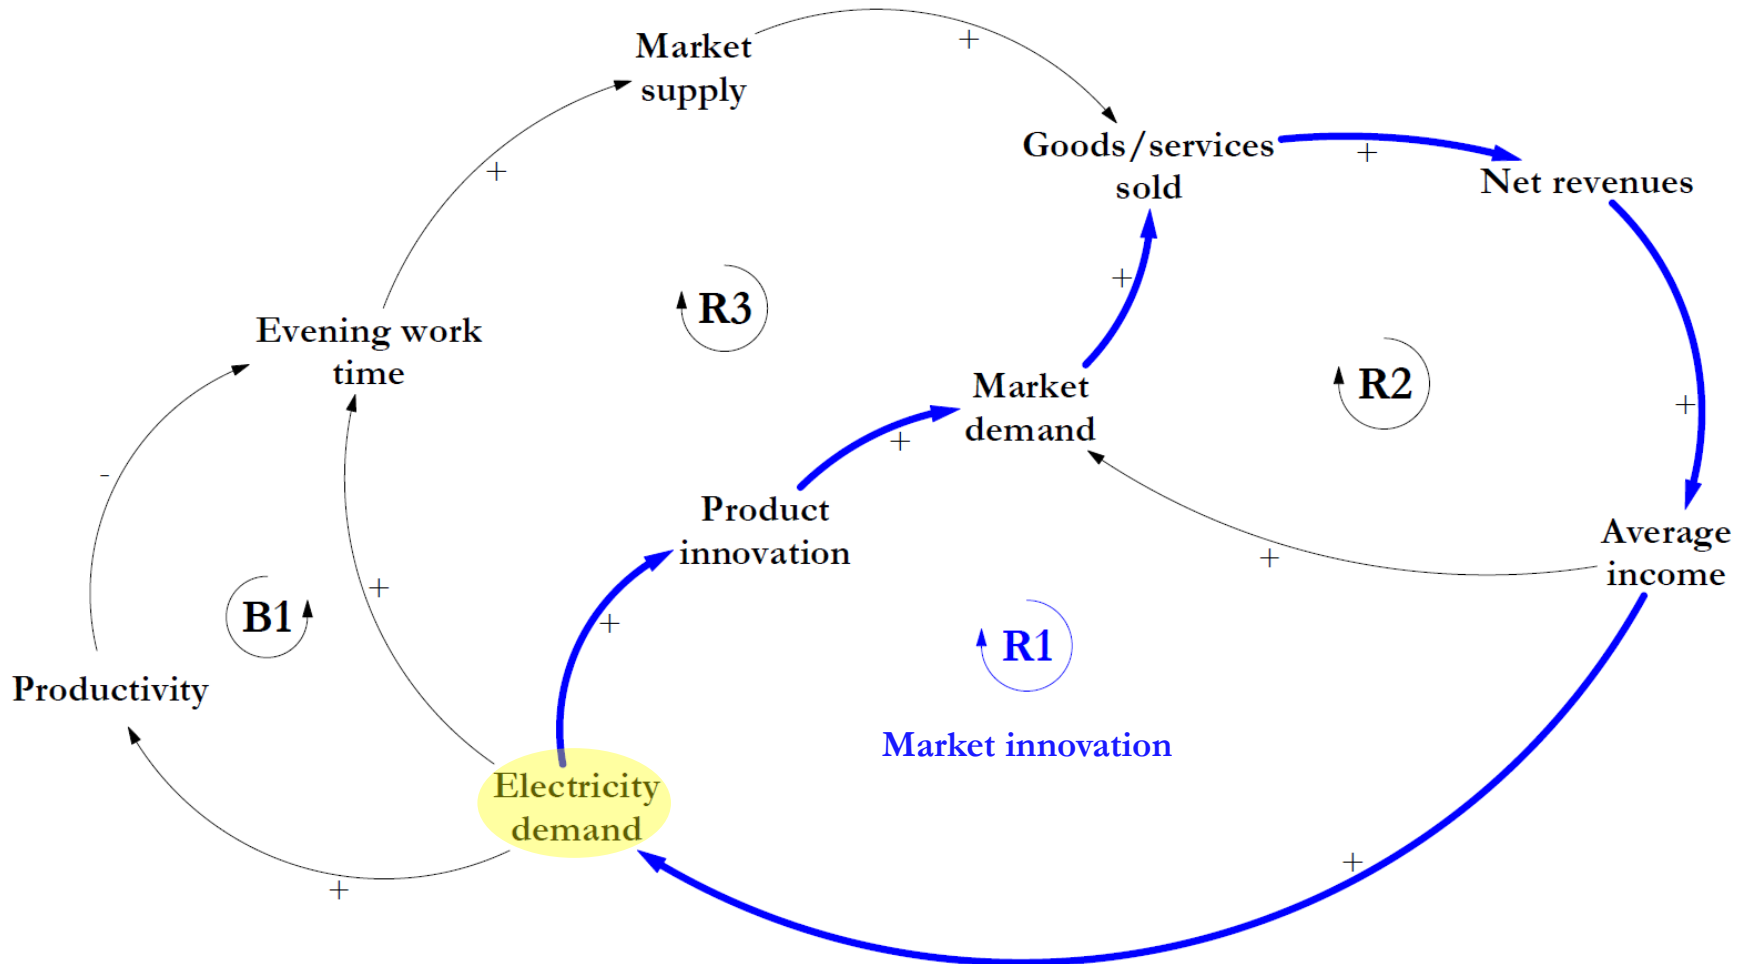 Market
supply
+
Goods/services
sold
+
Net revenues
+
+
R3
Evening work
time
R2
Market
demand
+
+
+
-
Product
innovation
Average
income
+
+
B1
+
R1
Productivity
Market innovation
Electricity
demand
+
+